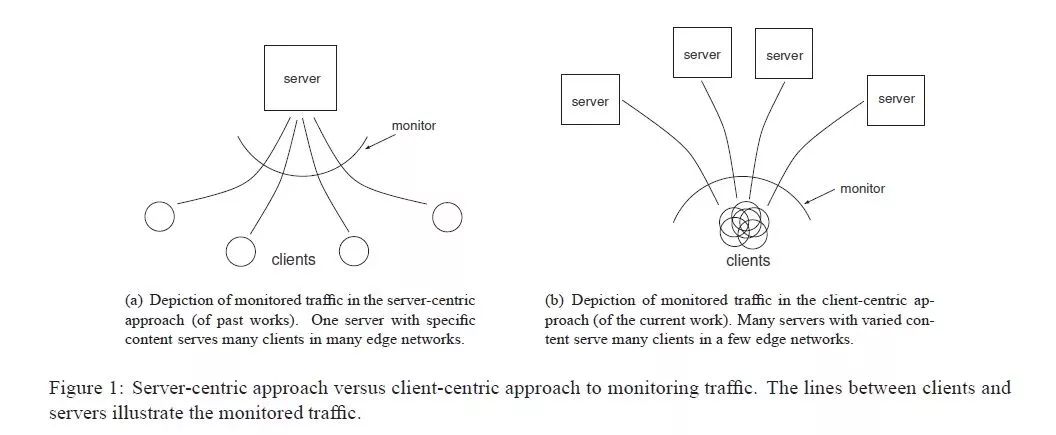 server
monitor
clients
(a) Depiction of monitored traffic in the server-centric
approach (of past works). One server with specific
content serves many clients in many edge networks.
server
server
server
server
monitor
clients
(b) Depiction of monitored traffic in the client-centric ap-
proach (of the current work). Many servers with varied con-
tent serve many clients in a few edge networks.
Figure 1: Server-centric approach versus client-centric approach to monitoring traffic. The lines between clients and
servers illustrate the monitored traffic.